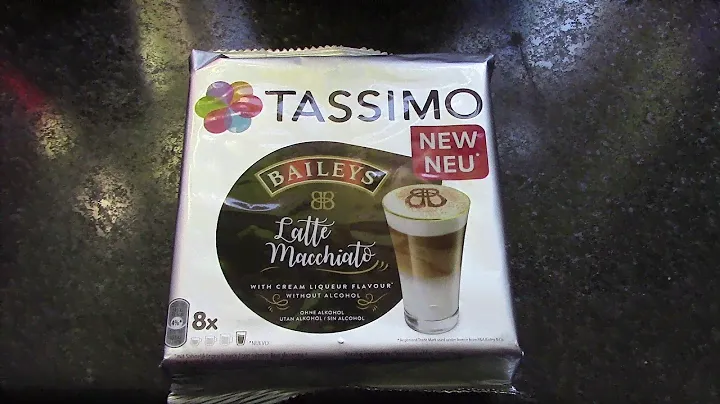 TASSIMO
NEW
NEU*
BAILEYS
Latte
Macchiato
WITH CREAM LIQUEUR FLAVOUR*
WITHOUT ALCOHOL
OHNE ALKOHOL
UTAN ALKOHOL / SIN ALCOHOL
8x
*NUEVO